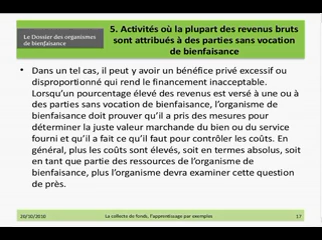 Le Dossier des organismes
de bienfaisance
5. Activités où la plupart des revenus bruts
sont attribués à des parties sans vocation
de bienfaisance
• Dans un tel cas, il peut y avoir un bénéfice privé excessif ou
disproportionné qui rend le financement inacceptable.
Lorsqu'un pourcentage élevé des revenus est versé à une ou à
des parties sans vocation de bienfaisance, l'organisme de
bienfaisance doit prouver qu'il a pris des mesures pour
déterminer la juste valeur marchande du bien ou du service
fourni et qu'il a fait ce qu'il faut pour contrôler les coûts. En
général, plus les coûts sont élevés, soit en termes absolus, soit
en tant que partie des ressources de l'organisme de
bienfaisance, plus l'organisme devra examiner cette question
de près.
20/10/2010
La collecte de fonds, l'apprentissage par exemples
17